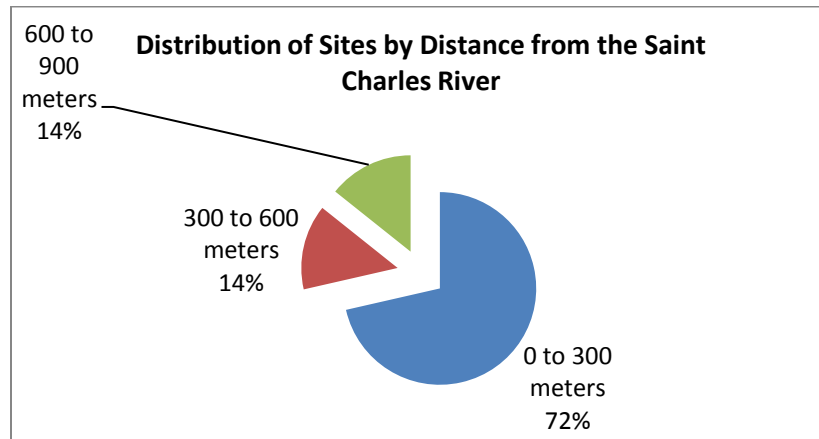 Distribution of Sites by Distance from the Saint
Charles River
600 to
900
meters
14%
300 to 600
meters
14%
0 to 300
meters
72%